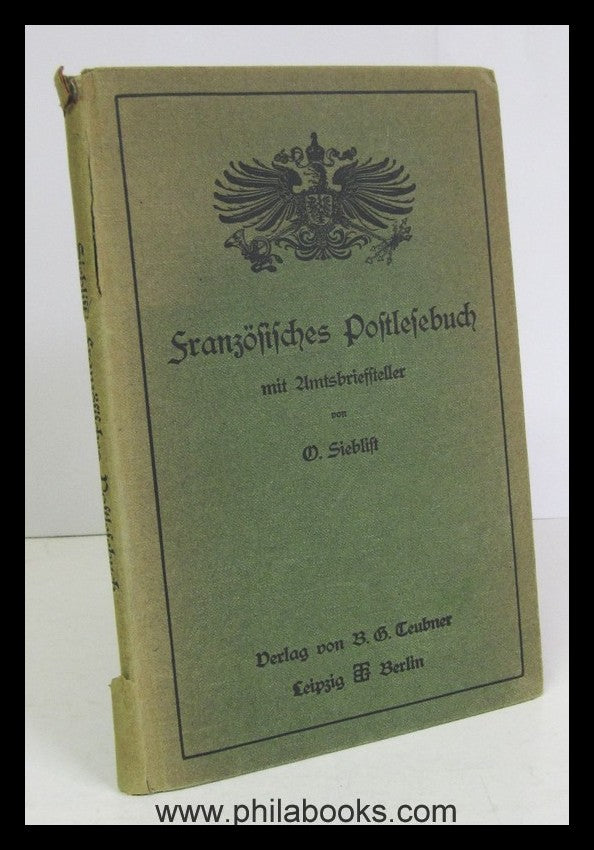 Französisches Postlesebuch
mit Amtsbriefsteller
von
O. Sieblist
Verlag von B. G. Teubner
Leipzig Berlin
www.philabooks.com